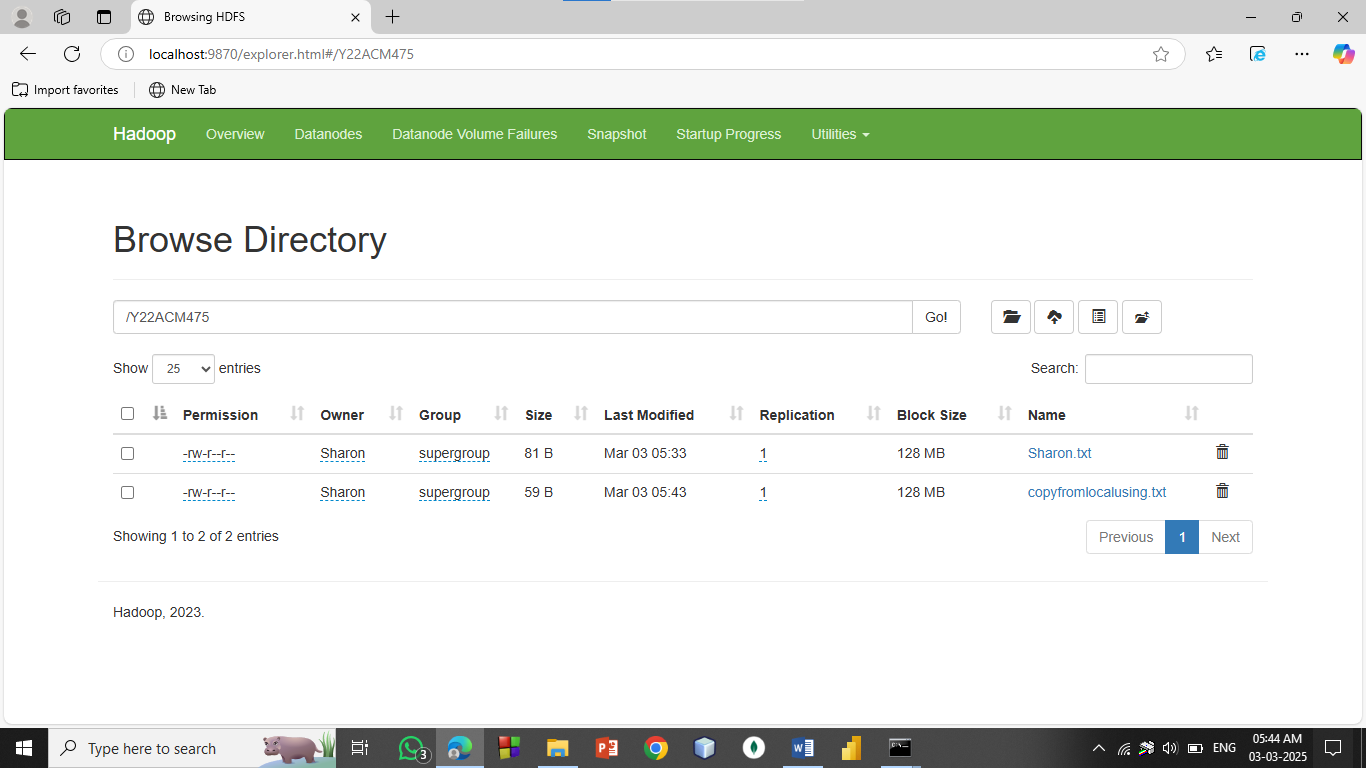 Browsing HDFS
localhost:9870/explorer.html#/Y22ACM475
Import favorites New Tab
Hadoop Overview Datanodes Datanode Volume Failures Snapshot Startup Progress Utilities
Browse Directory
/Y22ACM475 Go!
Show 25 entries Search:
Permission Owner Group Size Last Modified Replication Block Size Name
-rw-r--r-- Sharon supergroup 81 B Mar 03 05:33 1 128 MB Sharon.txt
-rw-r--r-- Sharon supergroup 59 B Mar 03 05:43 1 128 MB copyfromlocalusing.txt
Showing 1 to 2 of 2 entries Previous 1 Next
Hadoop, 2023.
Type here to search 3 ENG 05:44 AM
03-03-2025